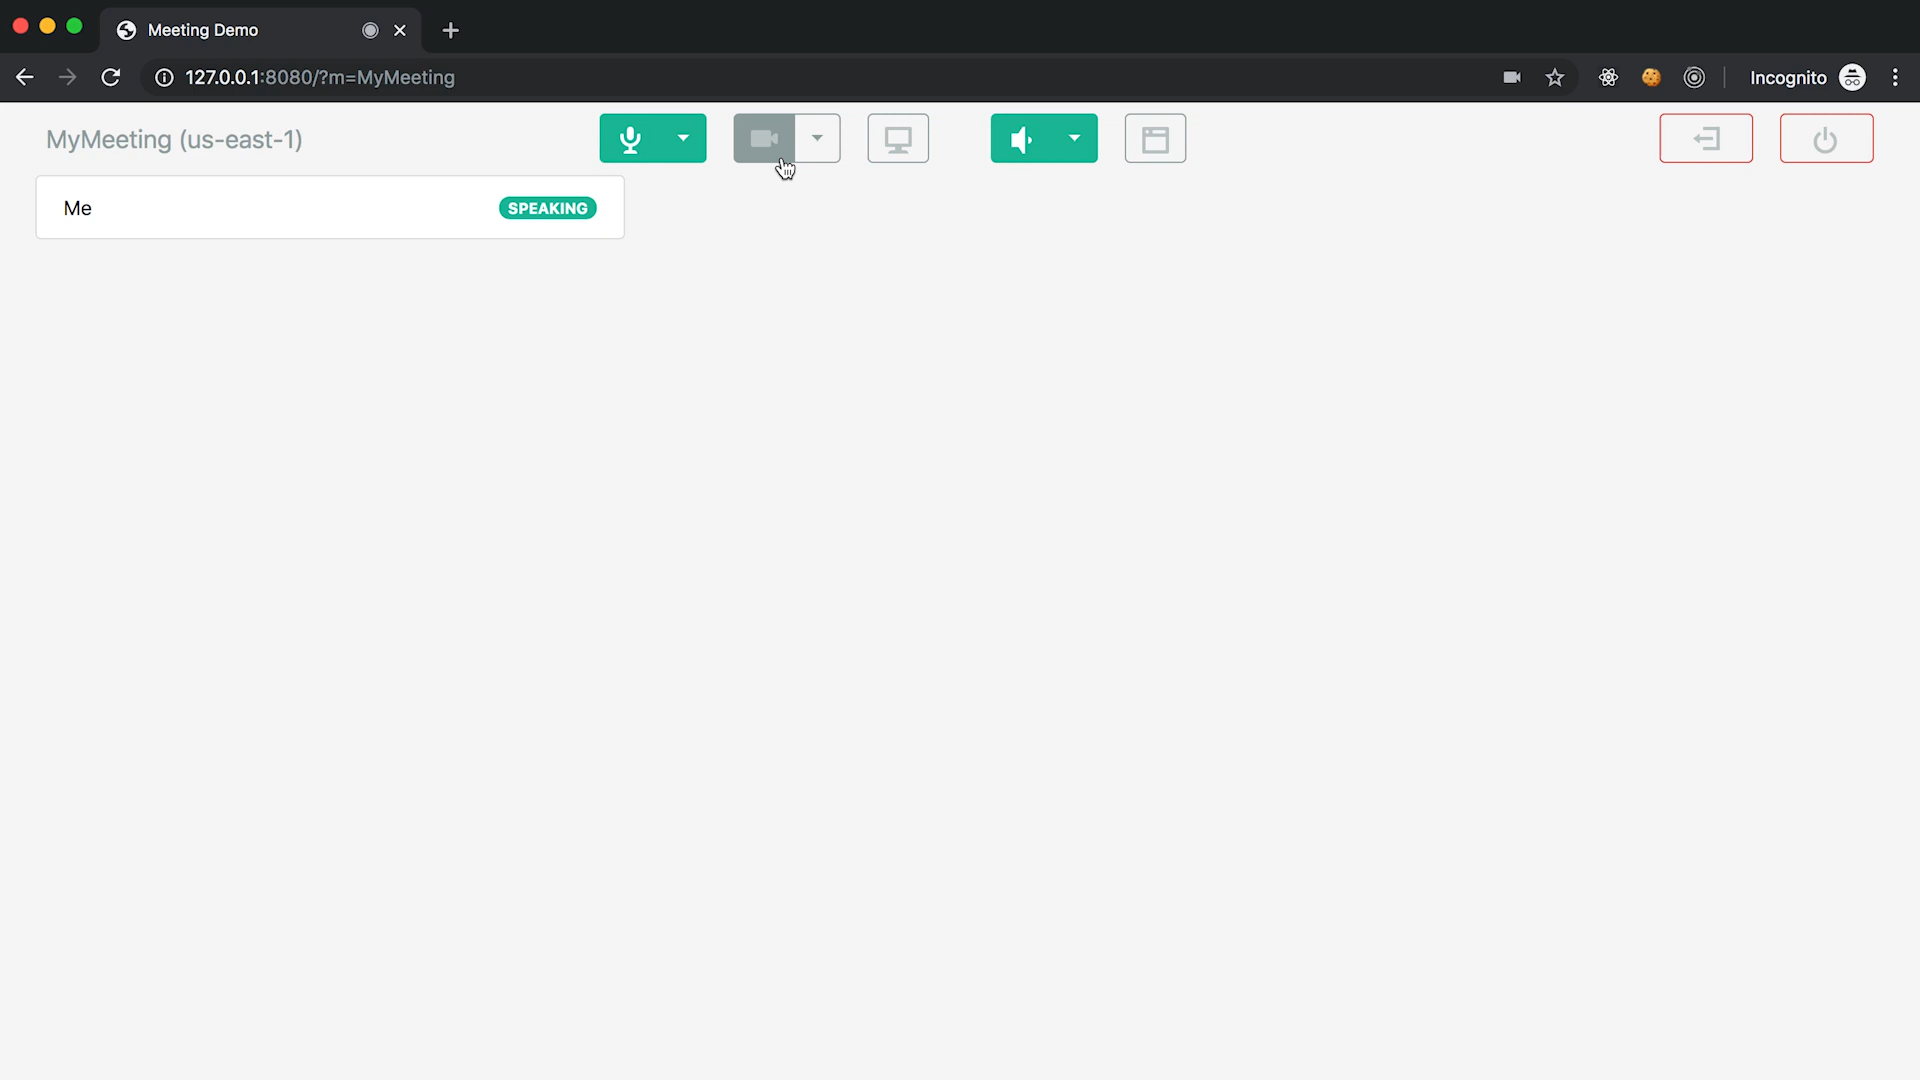 Meeting Demo
127.0.0.1:8080/?m=MyMeeting
Incognito
MyMeeting (us-east-1)
Me
SPEAKING